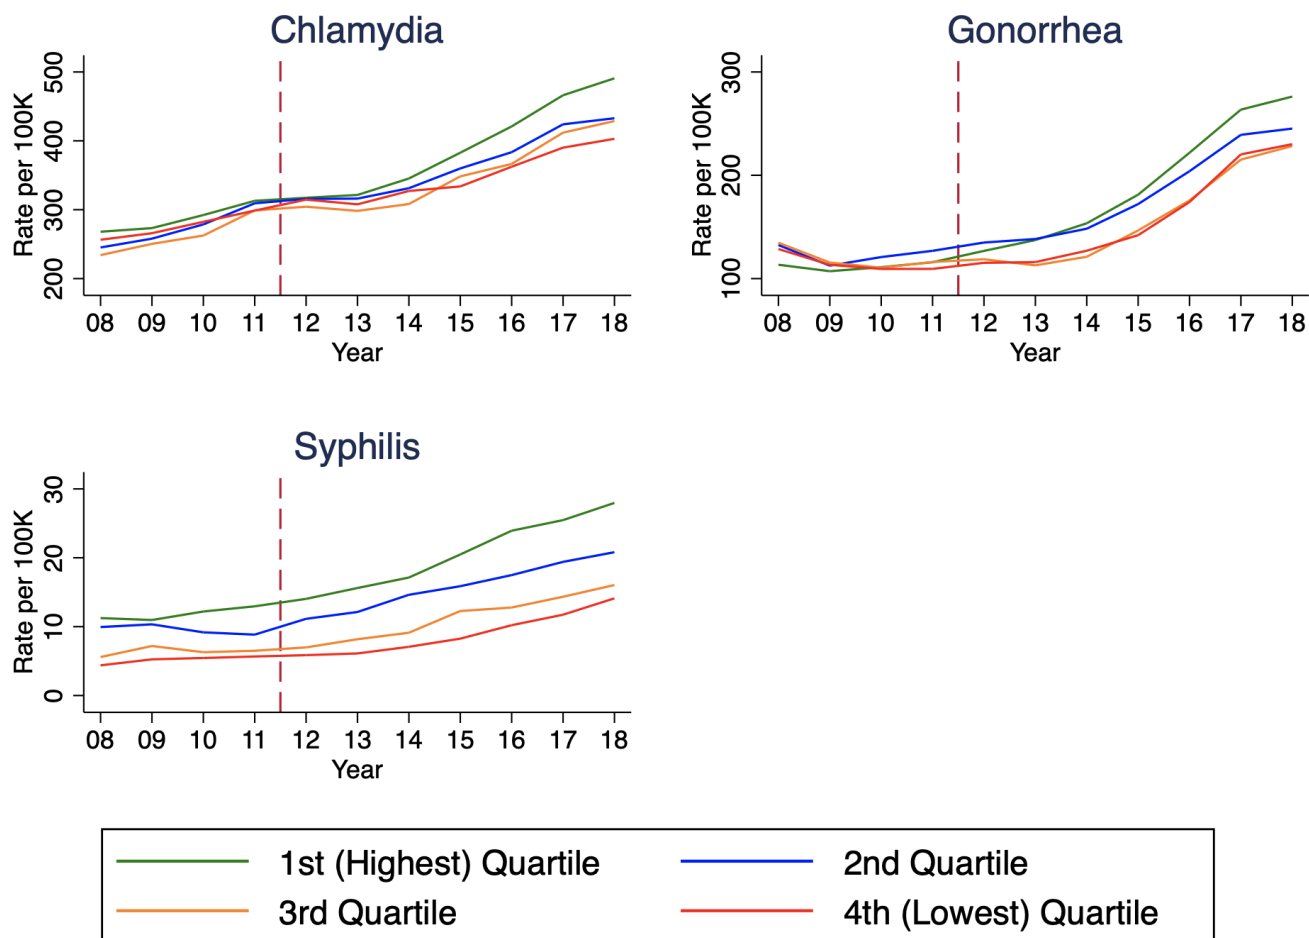 Chlamydia
Rate per 100K
500
400
300
200
08 09 10 11 12 13 14 15 16 17 18
Year
Gonorrhea
Rate per 100K
300
200
100
08 09 10 11 12 13 14 15 16 17 18
Year
Syphilis
Rate per 100K
30
20
10
0
08 09 10 11 12 13 14 15 16 17 18
Year
1st (Highest) Quartile
2nd Quartile
3rd Quartile
4th (Lowest) Quartile